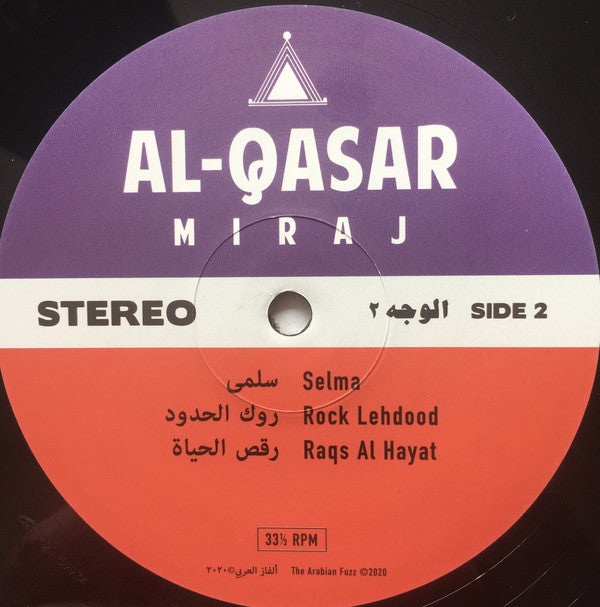 AL-QASAR
MIRAJ
STEREO الوجه ٢ SIDE 2
سلمى Selma
روك الحدود Rock Lehdood
رقص الحياة Raqs Al Hayat
33⅓ RPM
ألفاز العربي©٢٠٢٠ The Arabian Fuzz ©2020